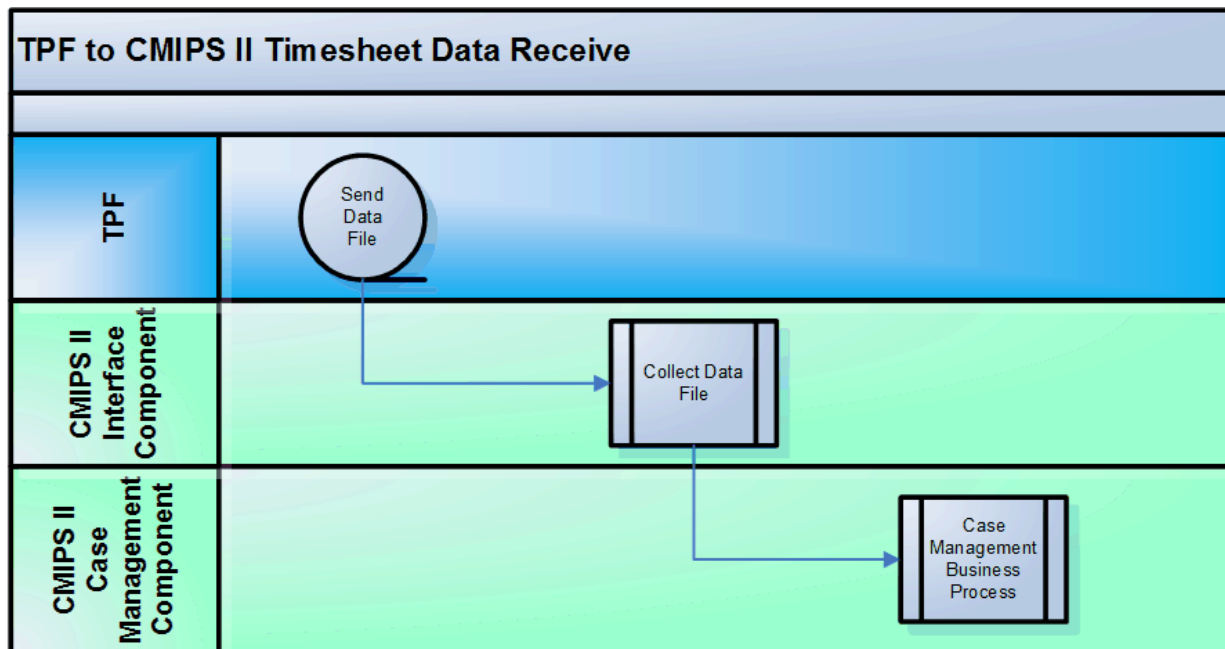 TPF to CMIPS II Timesheet Data Receive
TPF
Send
Data
File
CMIPS II
Interface
Component
Collect Data
File
CMIPS II
Case
Management
Component
Case
Management
Business
Process